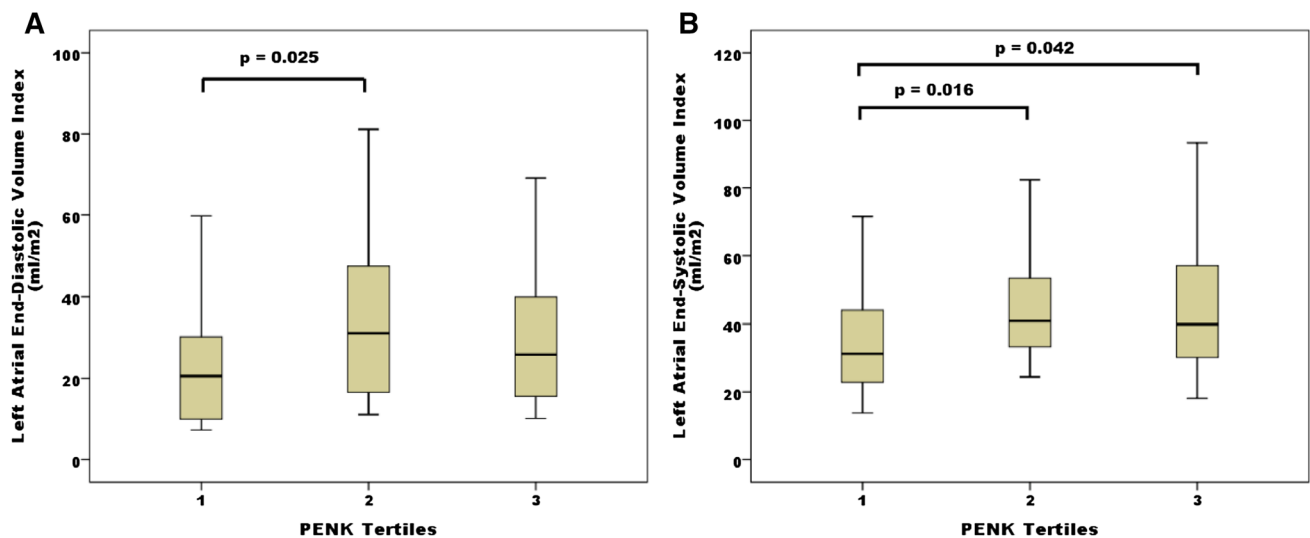 A
Left Atrial End-Diastolic Volume Index
(ml/m2)
100
80
60
40
20
0
p = 0.025
1 2 3
PENK Tertiles
B
Left Atrial End-Systolic Volume Index
(ml/m2)
120
100
80
60
40
20
0
p = 0.042
p = 0.016
1 2 3
PENK Tertiles